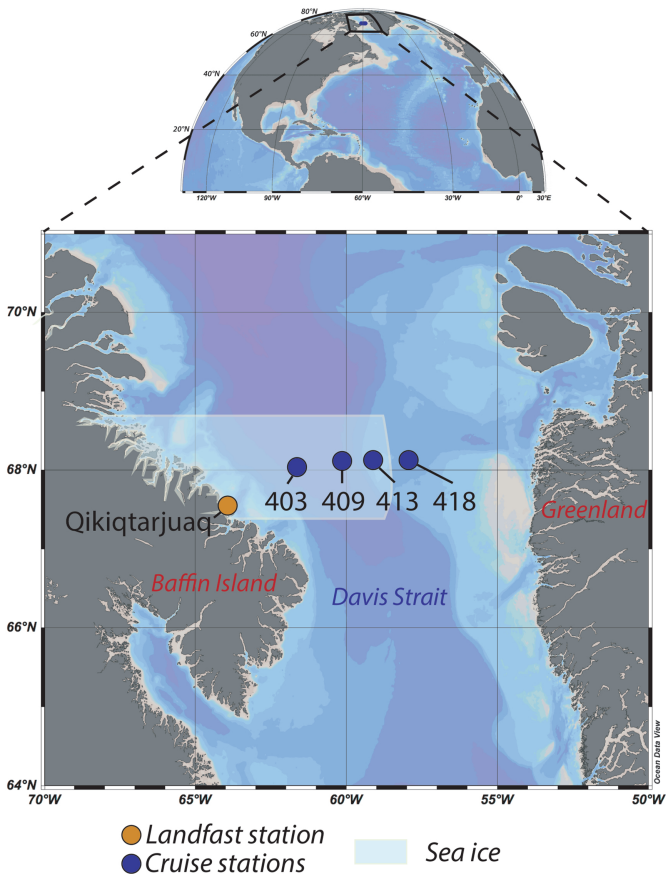 80°N
60°N
40°N
20°N
120°W 90°W 60°W 30°W 0° 30°E
70°N
68°N
403 409 413 418
Qikiqtarjuaq
Greenland
Baffin Island
Davis Strait
66°N
64°N
70°W 65°W 60°W 55°W 50°W
Ocean Data View
Landfast station
Cruise stations
Sea ice